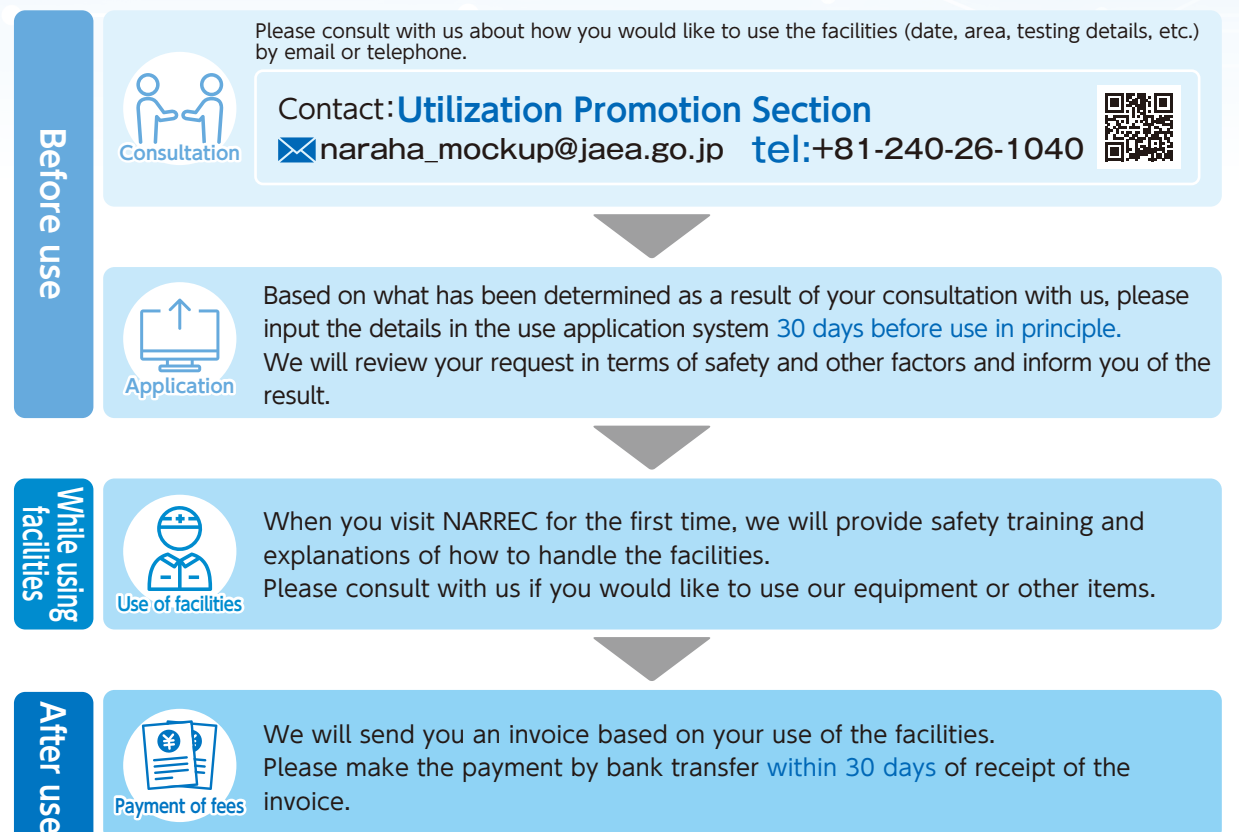 Before use
Please consult with us about how you would like to use the facilities (date, area, testing details, etc.)
by email or telephone.
Consultation
Contact:Utilization Promotion Section
naraha_mockup@jaea.go.jp tel:+81-240-26-1040
Based on what has been determined as a result of your consultation with us, please
input the details in the use application system 30 days before use in principle.
We will review your request in terms of safety and other factors and inform you of the
result.
Application
While using
facilities
When you visit NARREC for the first time, we will provide safety training and
explanations of how to handle the facilities.
Please consult with us if you would like to use our equipment or other items.
Use of facilities
After use
We will send you an invoice based on your use of the facilities.
Please make the payment by bank transfer within 30 days of receipt of the
invoice.
¥ ¥
Payment of fees